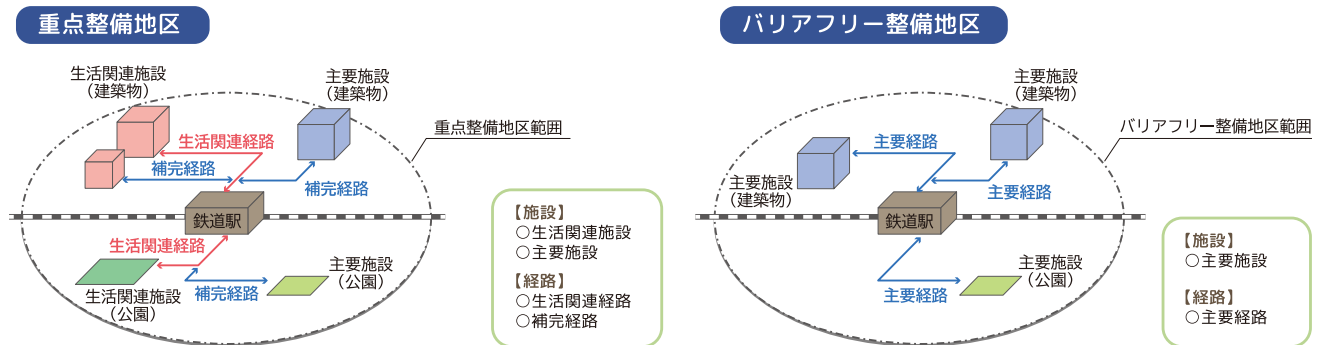 重点整備地区
生活関連施設
(建築物)
主要施設
(建築物)
生活関連経路
重点整備地区範囲
補完経路
補完経路
鉄道駅
生活関連経路
生活関連施設
(公園)
補完経路
主要施設
(公園)
【施設】
○生活関連施設
○主要施設
【経路】
○生活関連経路
○補完経路
バリアフリー整備地区
主要施設
(建築物)
主要経路
バリアフリー整備地区範囲
主要施設
(建築物)
主要経路
鉄道駅
主要経路
主要施設
(公園)
【施設】
○主要施設
【経路】
○主要経路